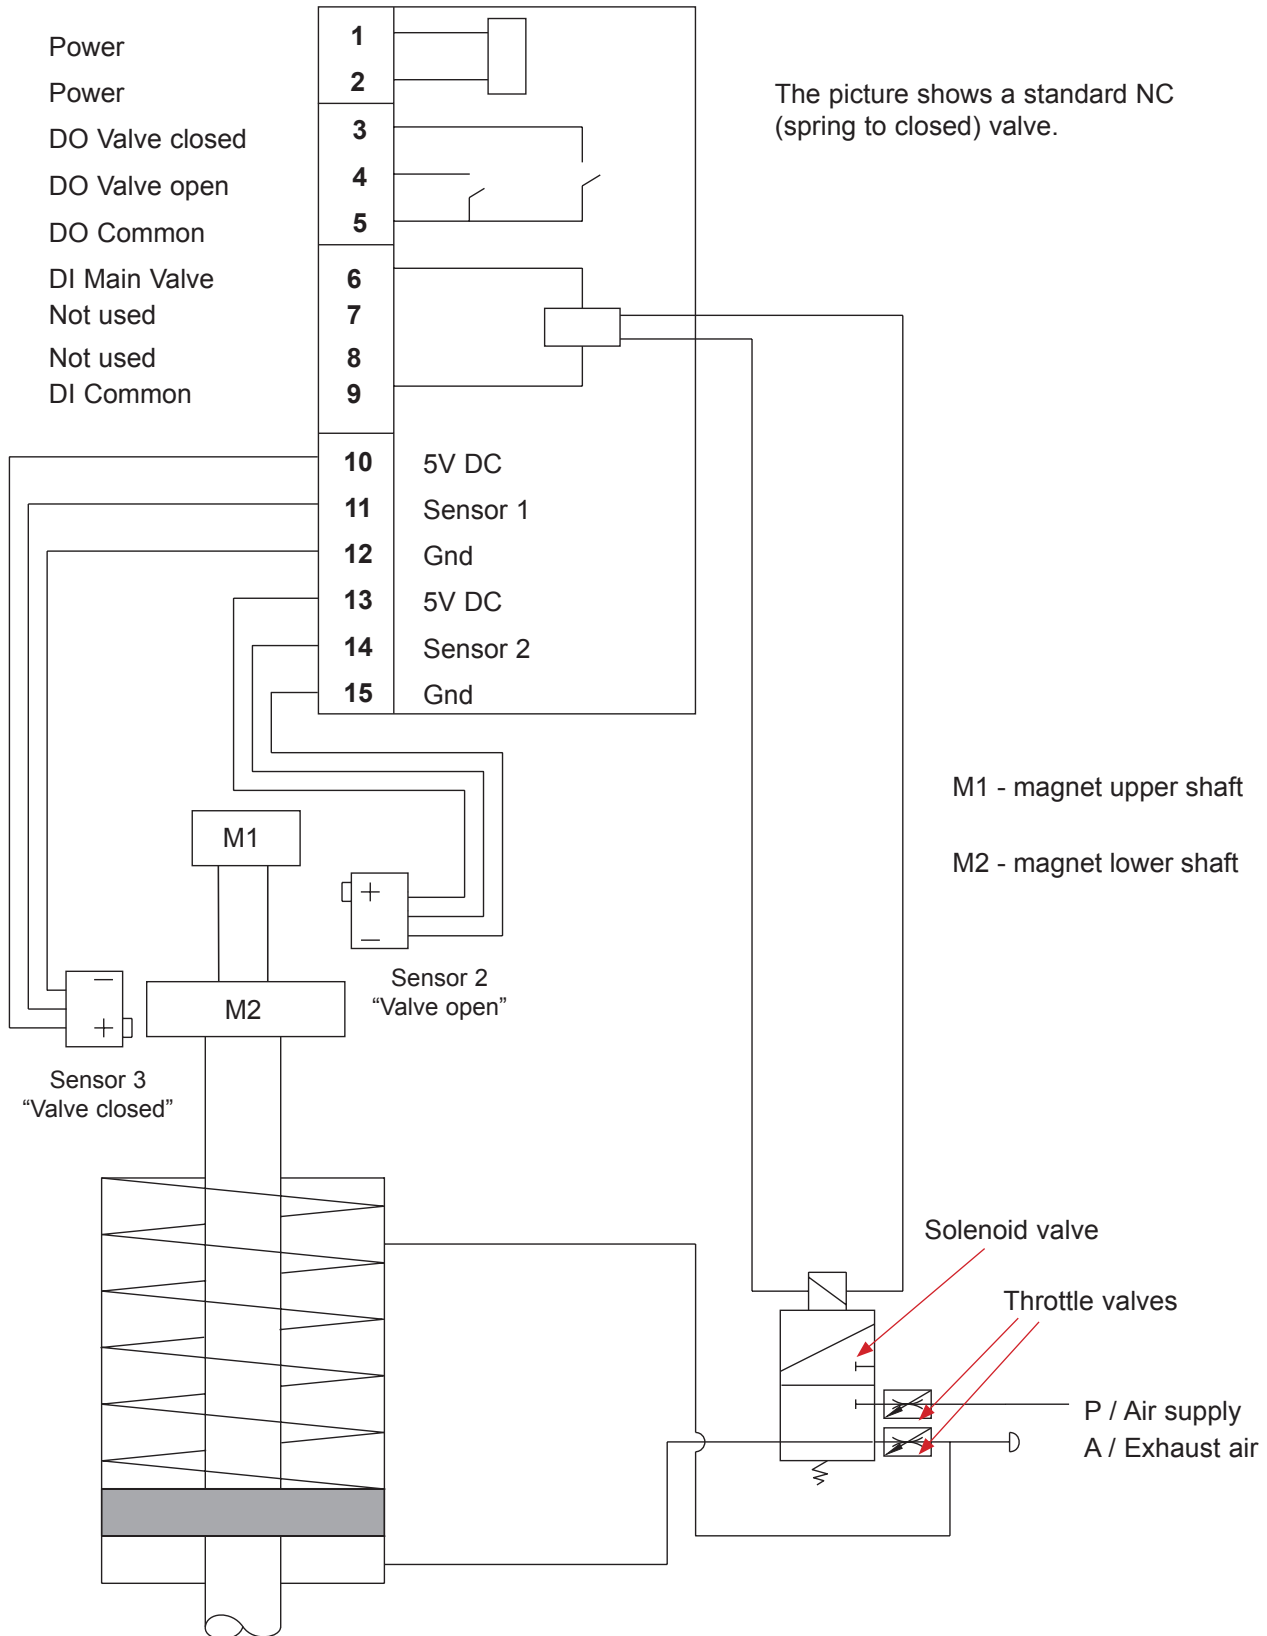 Power
1
Power
2
The picture shows a standard NC
(spring to closed) valve.
DO Valve closed
3
DO Valve open
4
DO Common
5
DI Main Valve
6
Not used
7
Not used
8
DI Common
9
10 5V DC
11 Sensor 1
12 Gnd
13 5V DC
14 Sensor 2
15 Gnd
M1 - magnet upper shaft
M1
M2 - magnet lower shaft
+
–
Sensor 2
“Valve open”
–
+
M2
Sensor 3
“Valve closed”
Solenoid valve
Throttle valves
P / Air supply
A / Exhaust air